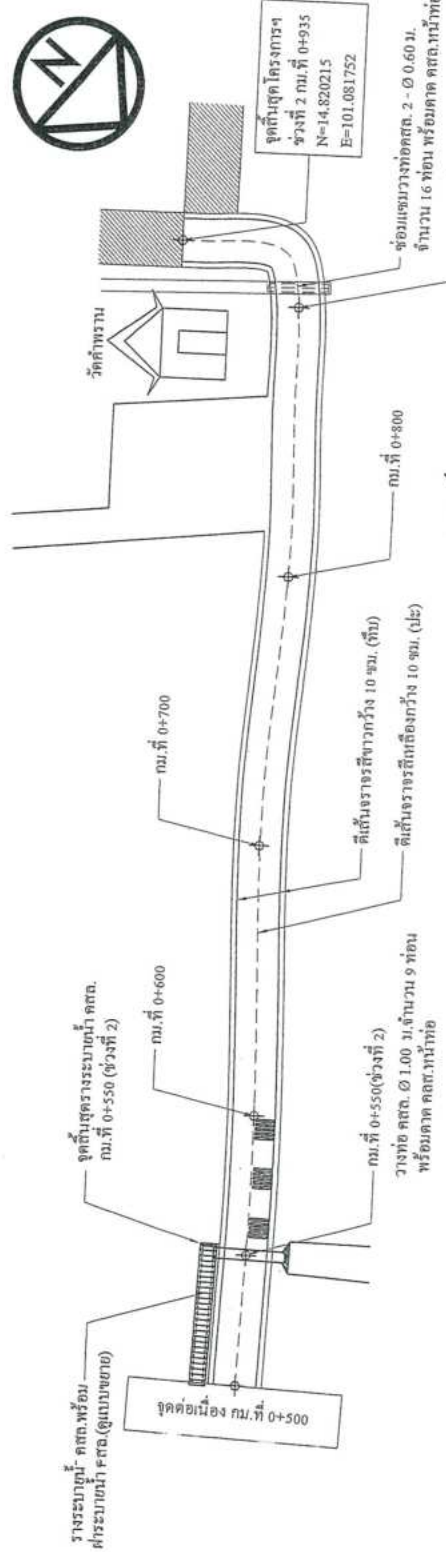 รางระบายน้ำ คสล.พร้อม
ฝาระบายน้ำ คสล.(ดูแบบขยาย)
จุดสิ้นสุดรางระบายน้ำ คสล.
กม.ที่ 0+550 (ช่วงที่ 2)
กม.ที่ 0+600
กม.ที่ 0+700
วัดคำพราน
N
จุดสิ้นสุดโครงการฯ
ช่วงที่ 2 กม.ที่ 0+935
N=14.820215
E=101.081752
จุดต่อเนื่อง กม.ที่ 0+500
กม.ที่ 0+550(ช่วงที่ 2)
วางท่อ คสล. Ø 1.00 ม.จำนวน 9 ท่อน
พร้อมดาด คสล.หน้าท่อ
ตีเส้นจราจรสีขาวกว้าง 10 ซม. (ทึบ)
ตีเส้นจราจรสีเหลืองกว้าง 10 ซม. (ปะ)
กม.ที่ 0+800
ซ่อมแซมวางท่อคสล. 2 - Ø 0.60 ม.
จำนวน 16 ท่อน พร้อมดาด คสล.หน้าท่อ